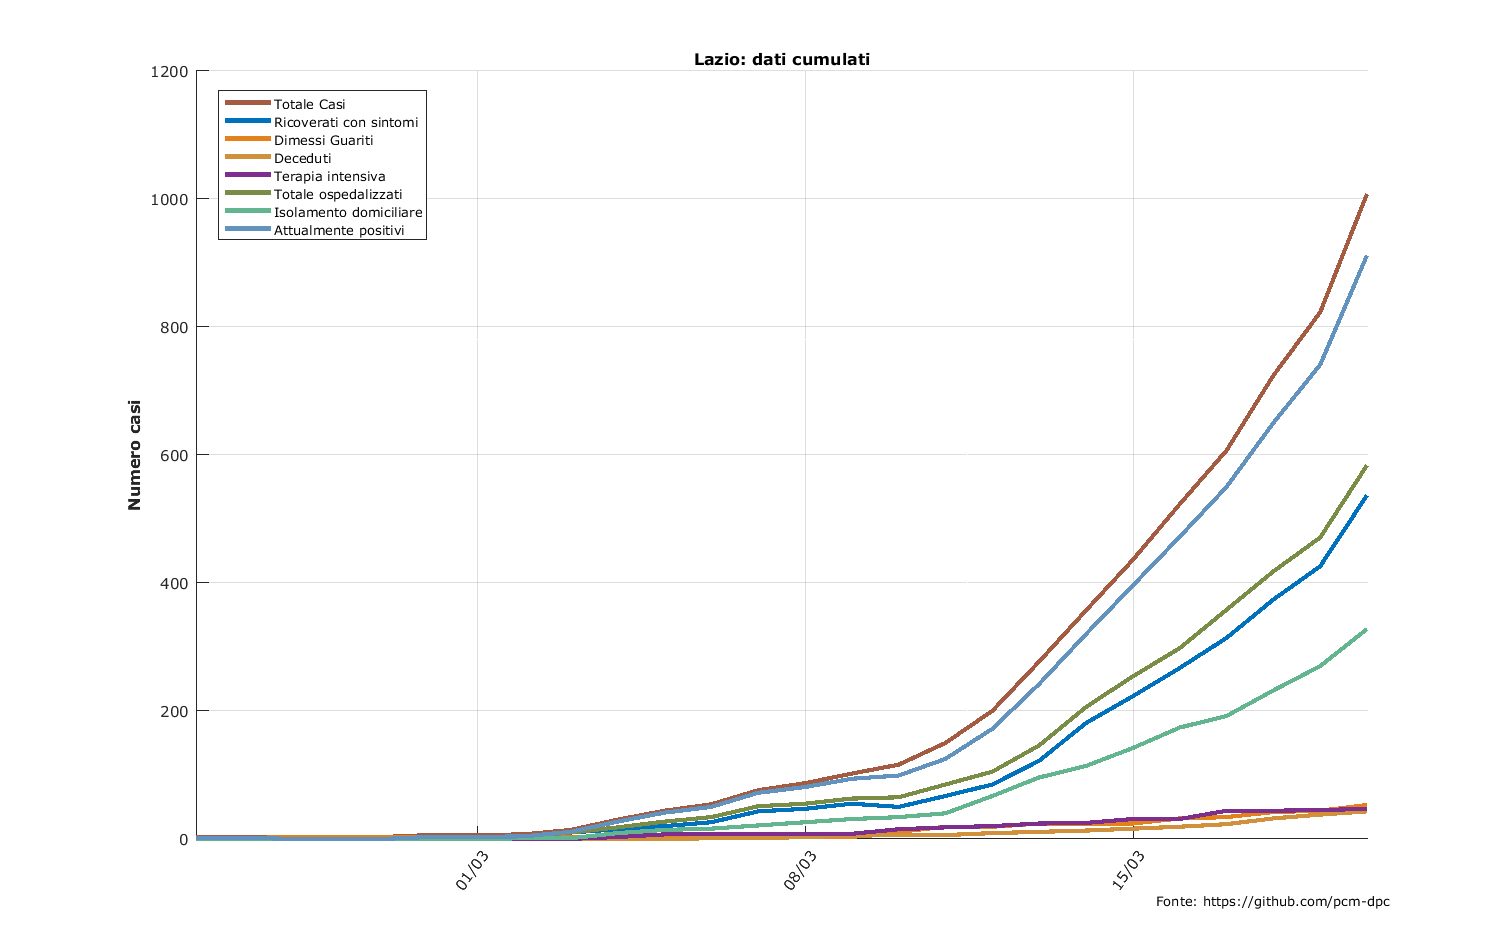 Lazio: dati cumulati
1200
1000
800
600
400
200
0
Numero casi
Totale Casi
Ricoverati con sintomi
Dimessi Guariti
Deceduti
Terapia intensiva
Totale ospedalizzati
Isolamento domiciliare
Attualmente positivi
01/03
08/03
15/03
Fonte: https://github.com/pcm-dpc